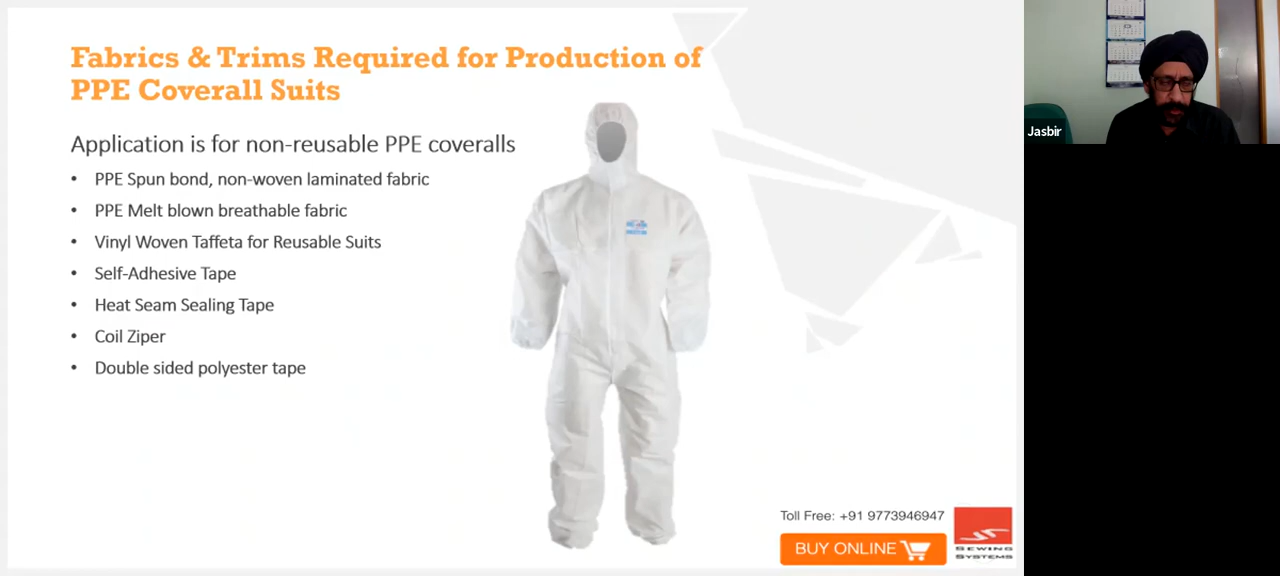 Fabrics & Trims Required for Production of
PPE Coverall Suits
Application is for non-reusable PPE coveralls
• PPE Spun bond, non-woven laminated fabric
• PPE Melt blown breathable fabric
• Vinyl Woven Taffeta for Reusable Suits
• Self-Adhesive Tape
• Heat Seam Sealing Tape
• Coil Ziper
• Double sided polyester tape
Toll Free: +91 9773946947
BUY ONLINE
SEWING
SYSTEMS
Jasbir